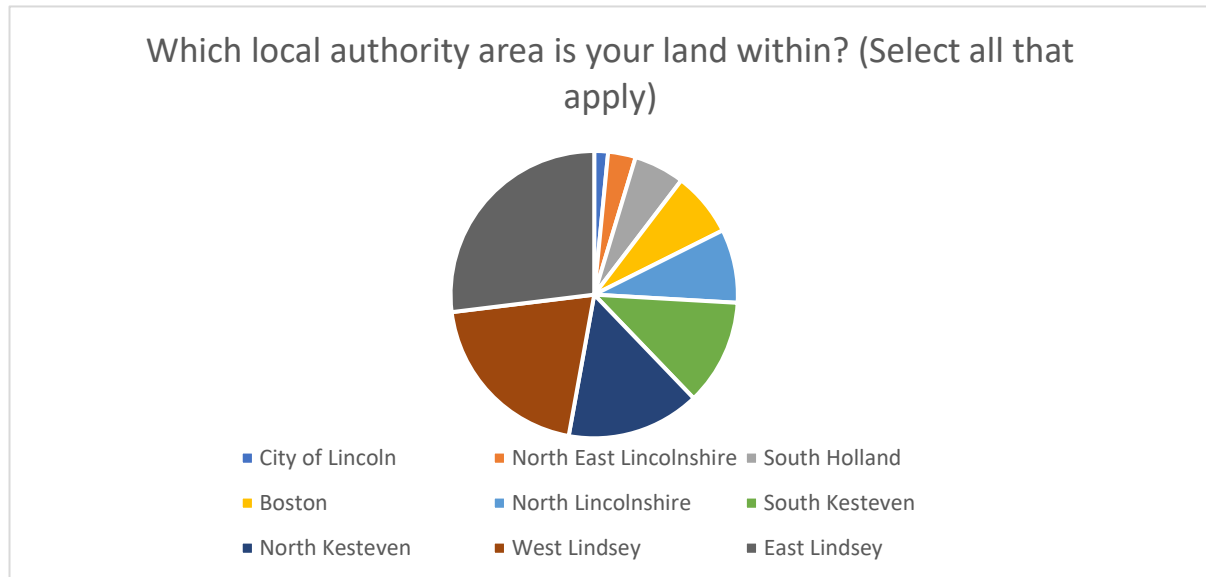 Which local authority area is your land within? (Select all that
apply)
City of Lincoln
North East Lincolnshire
South Holland
Boston
North Lincolnshire
South Kesteven
North Kesteven
West Lindsey
East Lindsey